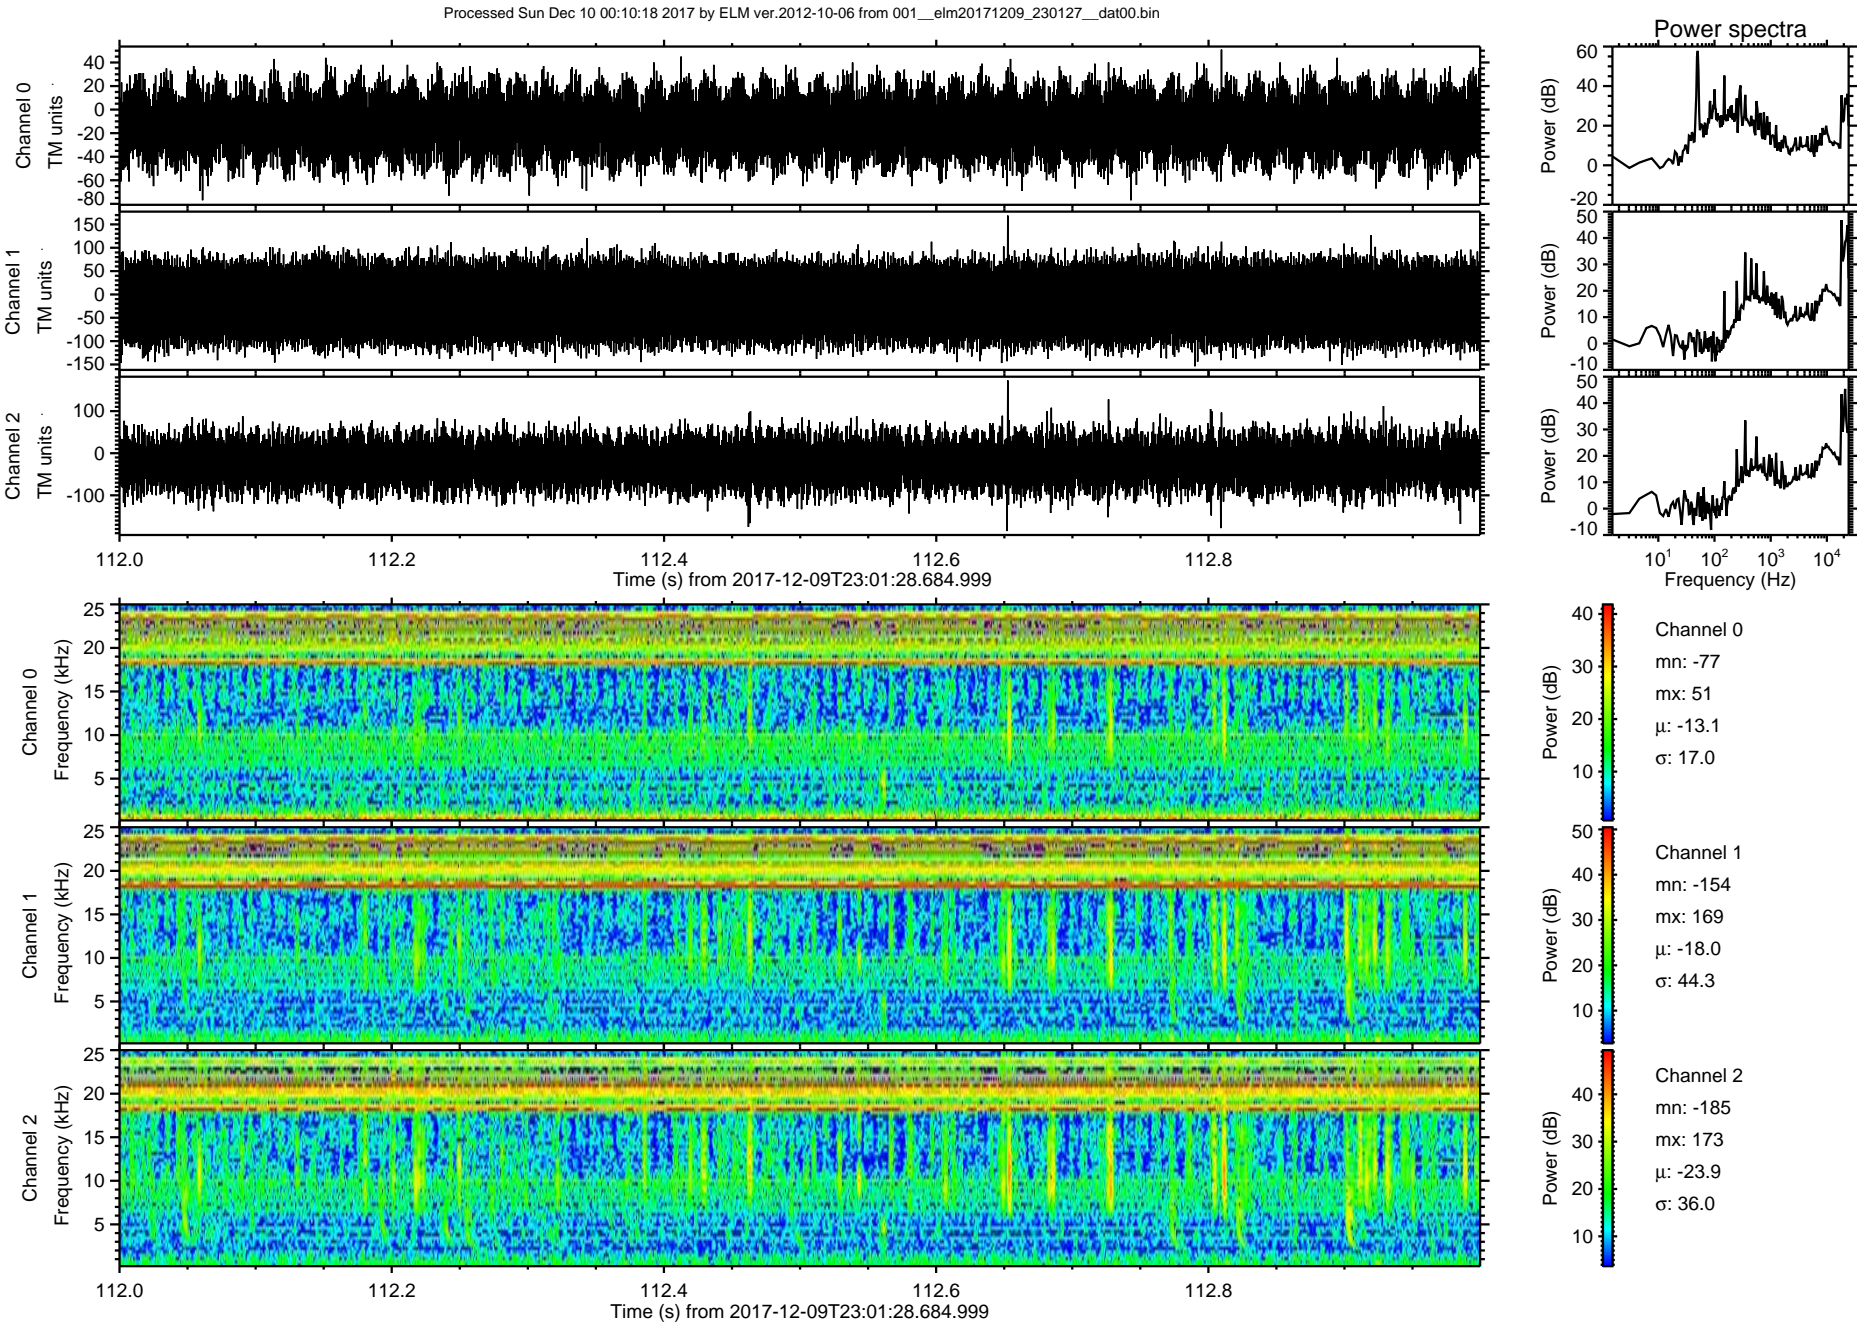 Processed Sun Dec 10 00:10:18 2017 by ELM ver.2012-10-06 from 001__elm20171209_230127__dat00.bin
Power spectra
Channel 0
TM units
40
20
0
-20
-40
-60
-80
Power (dB)
60
40
20
0
-20
Channel 1
TM units
150
100
50
0
-50
-100
-150
Power (dB)
50
40
30
20
10
0
-10
Channel 2
TM units
100
0
-100
Power (dB)
50
40
30
20
10
0
-10
112.0 112.2 112.4 112.6 112.8
Time (s) from 2017-12-09T23:01:28.684.999
10¹ 10² 10³ 10⁴
Frequency (Hz)
Channel 0
Frequency (kHz)
25
20
15
10
5
Power (dB)
40
30
20
10
Channel 0
mn: -77
mx: 51
μ: -13.1
σ: 17.0
Channel 1
Frequency (kHz)
25
20
15
10
5
Power (dB)
50
40
30
20
10
Channel 1
mn: -154
mx: 169
μ: -18.0
σ: 44.3
Channel 2
Frequency (kHz)
25
20
15
10
5
Power (dB)
40
30
20
10
Channel 2
mn: -185
mx: 173
μ: -23.9
σ: 36.0
112.0 112.2 112.4 112.6 112.8
Time (s) from 2017-12-09T23:01:28.684.999